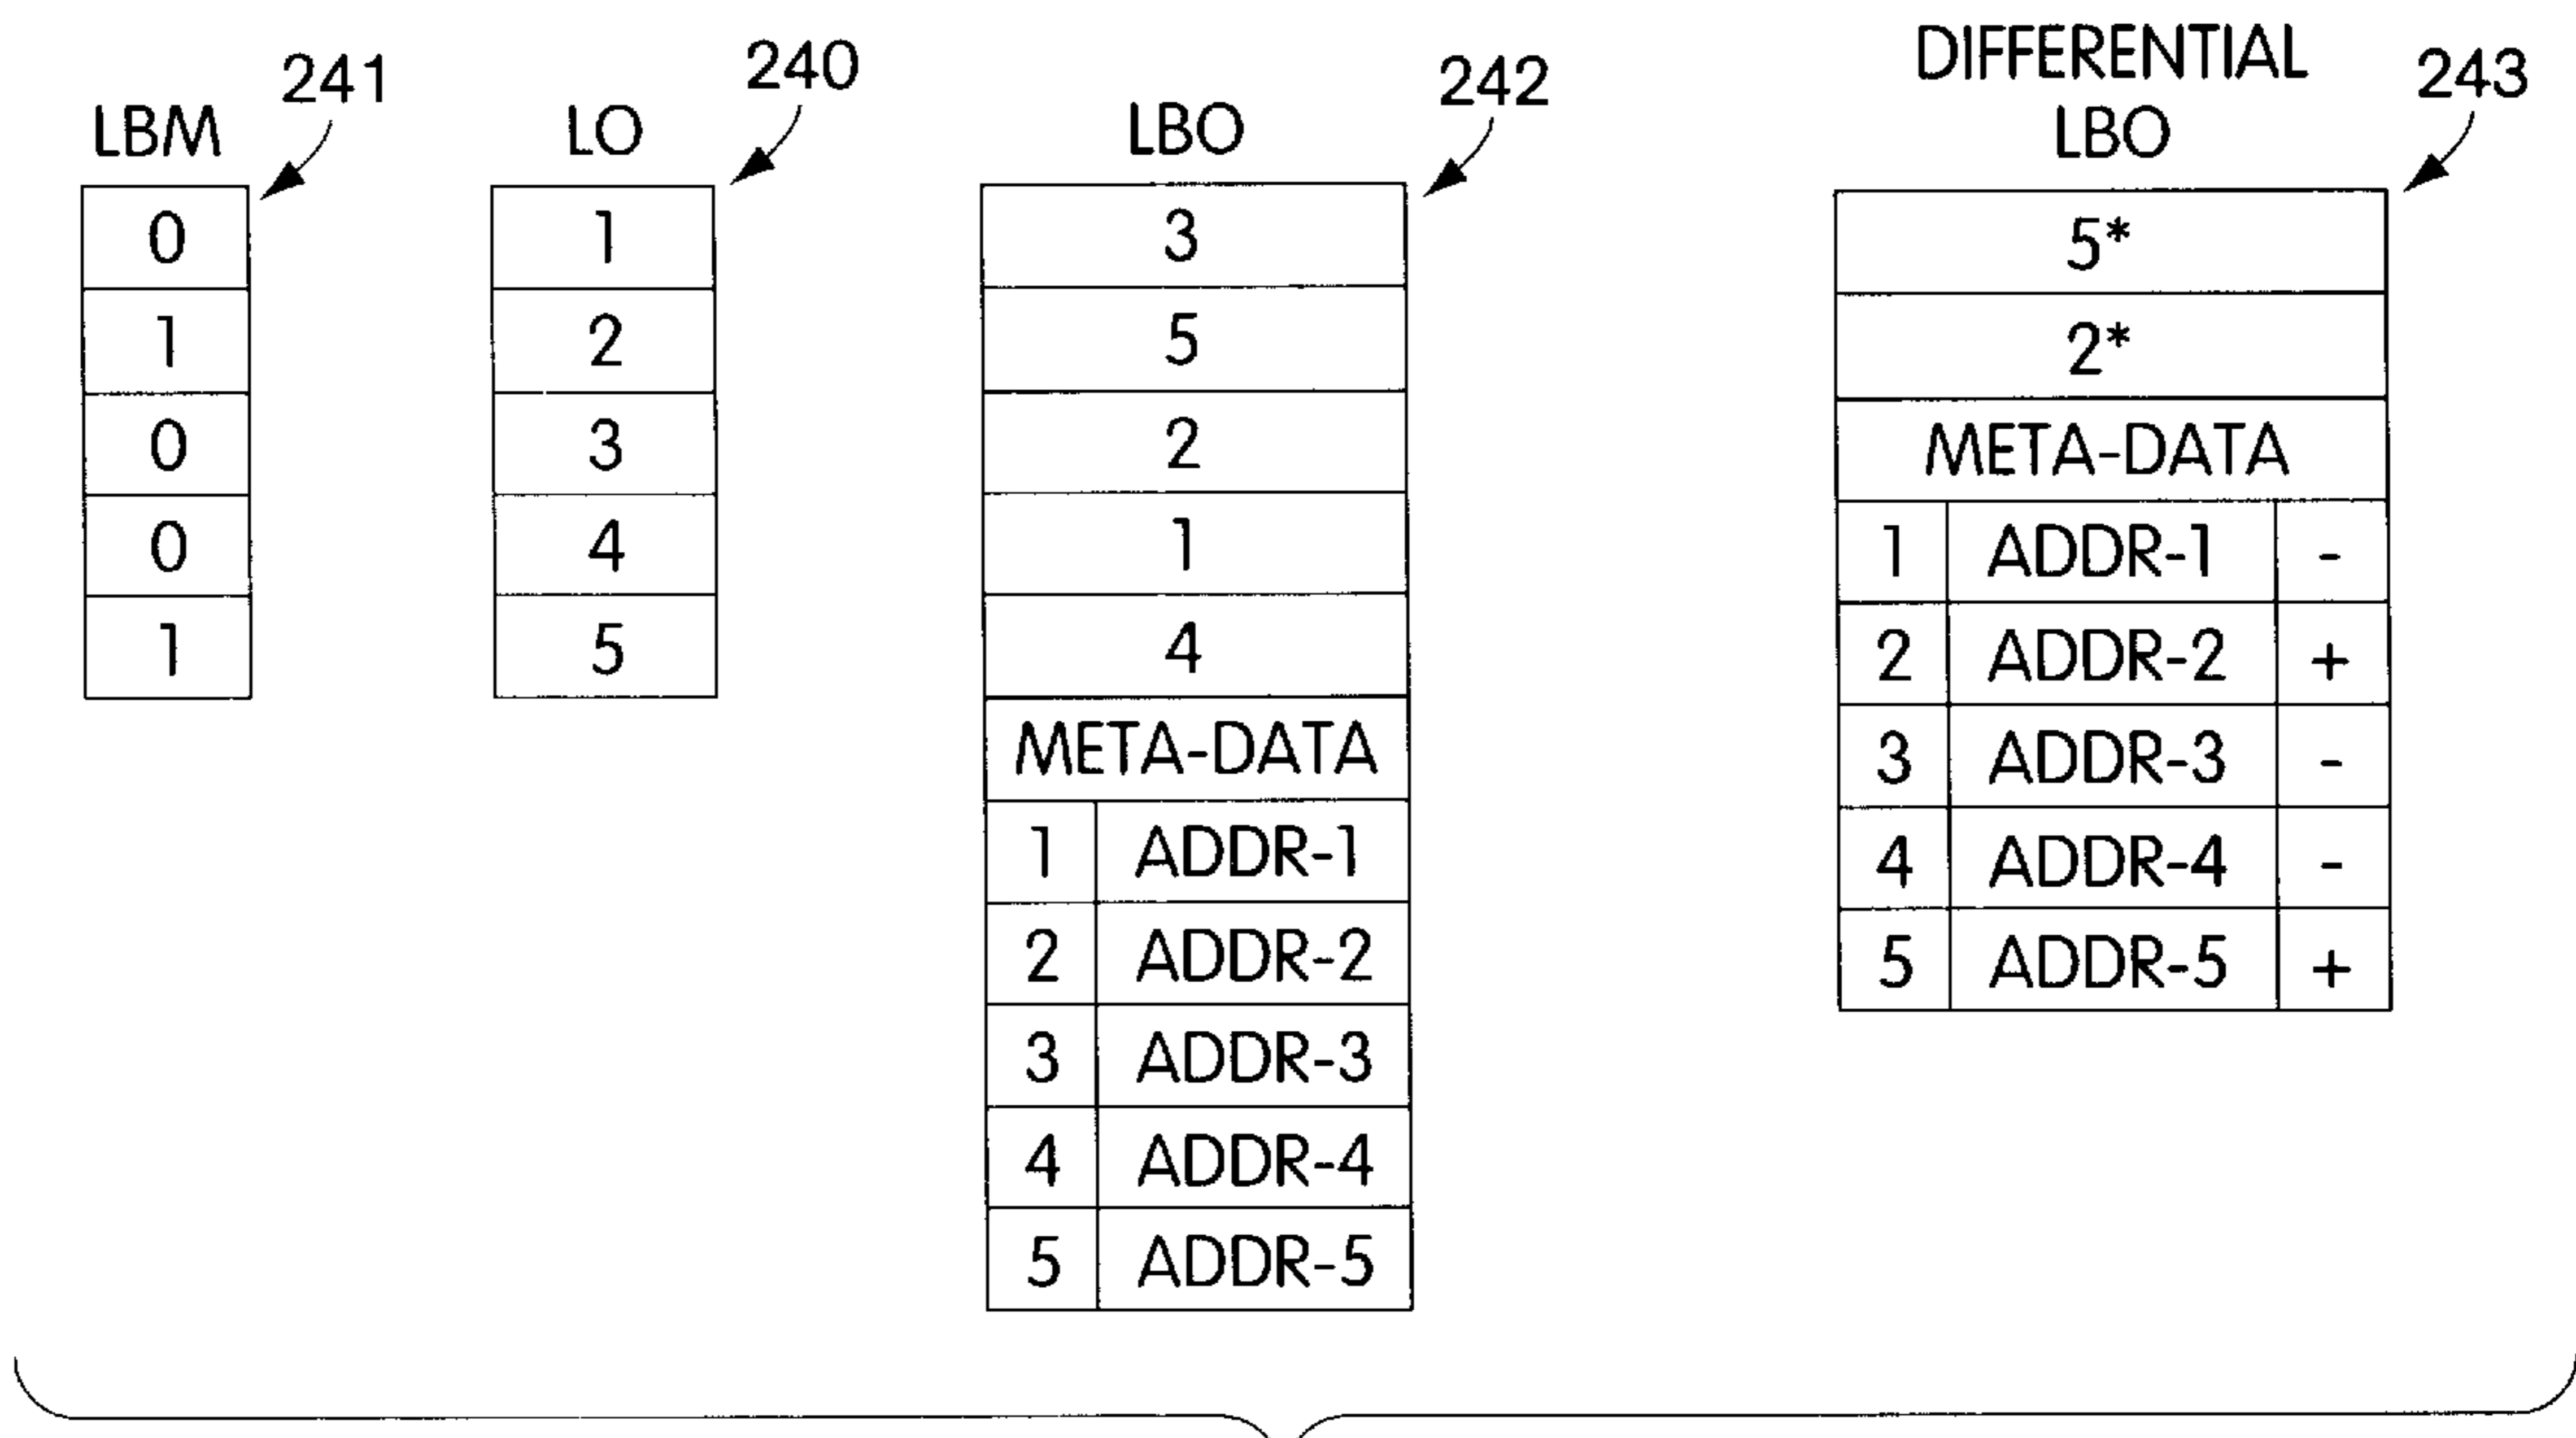 LBM
241
0
1
0
0
1
LO
240
1
2
3
4
5
LBO
242
3
5
2
1
4
META-DATA
1 ADDR-1
2 ADDR-2
3 ADDR-3
4 ADDR-4
5 ADDR-5
DIFFERENTIAL
LBO
243
5*
2*
META-DATA
1 ADDR-1 -
2 ADDR-2 +
3 ADDR-3 -
4 ADDR-4 -
5 ADDR-5 +